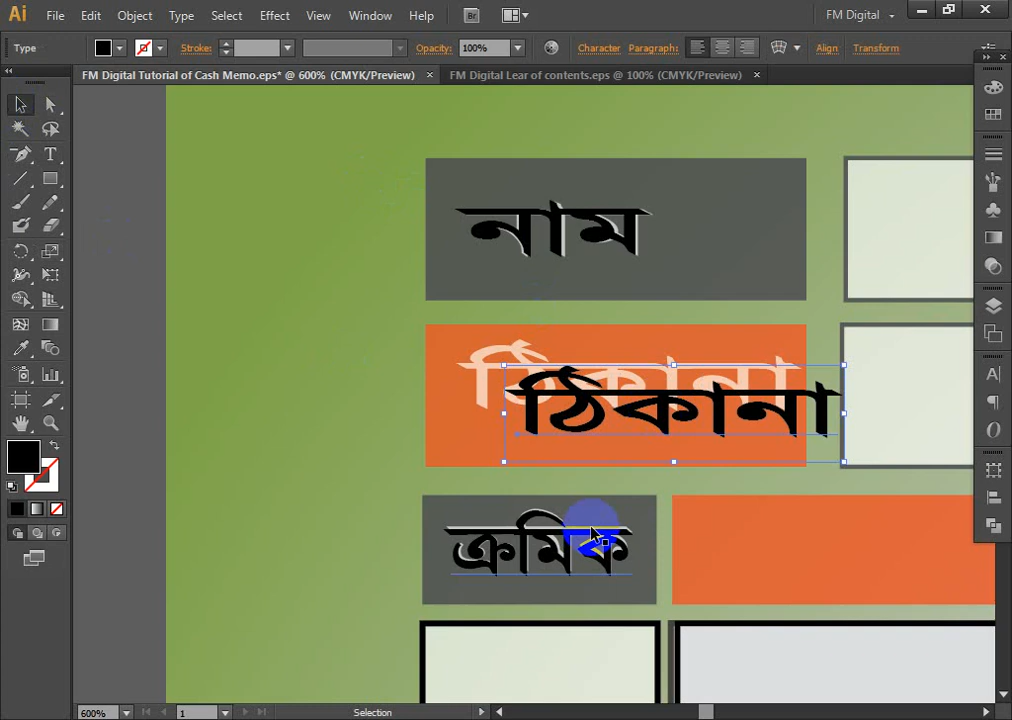 Ai File Edit Object Type Select Effect View Window Help Br FM Digital
Type Stroke: Opacity: 100% Character Paragraph: Align Transform
FM Digital Tutorial of Cash Memo.eps* @ 600% (CMYK/Preview) FM Digital Lear of contents.eps @ 100% (CMYK/Preview)
নাম
ঠিকানা
ঠিকানা
ক্রমিক
600% 1 Selection